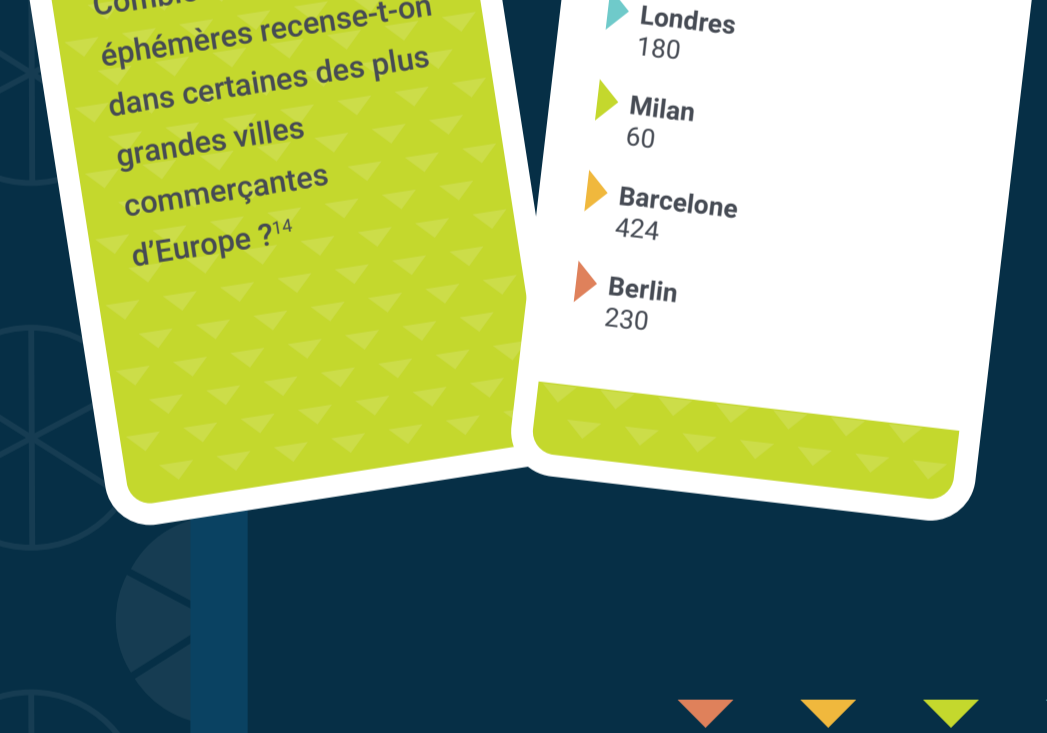 éphémères recense-t-on
dans certaines des plus
grandes villes
commerçantes
d'Europe ?14
Londres
180
Milan
60
Barcelone
424
Berlin
230